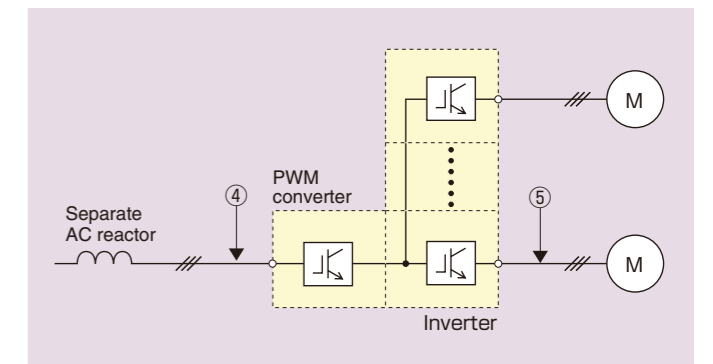 M
④
PWM
converter
⑤
Separate
AC reactor
M
Inverter